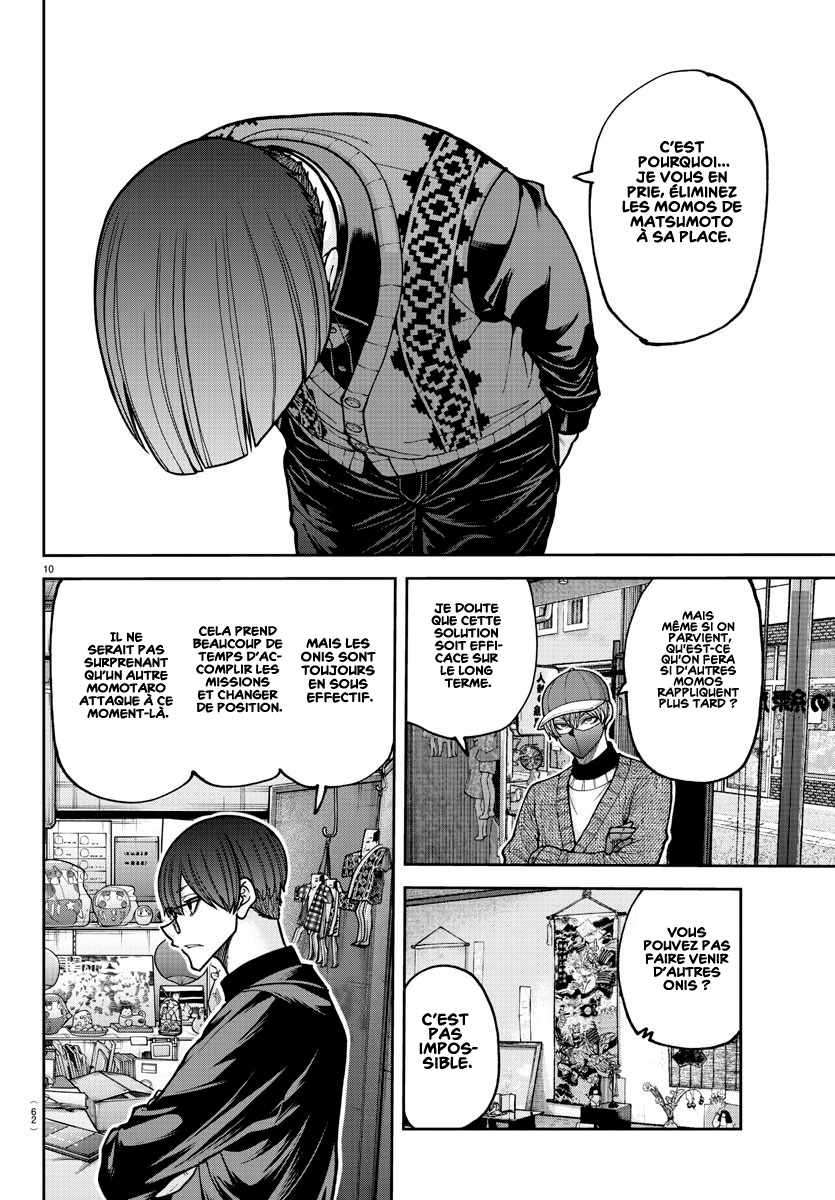 C'EST
POURQUOI...
JE VOUS EN
PRIE, ÉLIMINEZ
LES MOMOS DE
MATSUMOTO
À SA PLACE.
10
MAIS
MÊME SI ON
PARVIENT,
QU'EST-CE
QU'ON FERA
SI D'AUTRES
MOMOS
RAPPLIQUENT
PLUS TARD ?
JE DOUTE
QUE CETTE
SOLUTION
SOIT EFFI-
CACE SUR
LE LONG
TERME.
VOUS
POUVEZ PAS
FAIRE VENIR
D'AUTRES
ONIS ?
C'EST
PAS
IMPOS-
SIBLE.
MAIS LES
ONIS SONT
TOUJOURS
EN SOUS
EFFECTIF.
CELA PREND
BEAUCOUP DE
TEMPS D'AC-
COMPLIR LES
MISSIONS
ET CHANGER
DE POSITION.
IL NE
SERAIT PAS
SURPRENANT
QU'UN AUTRE
MOMOTARO
ATTAQUE À CE
MOMENT-LÀ.
(62)